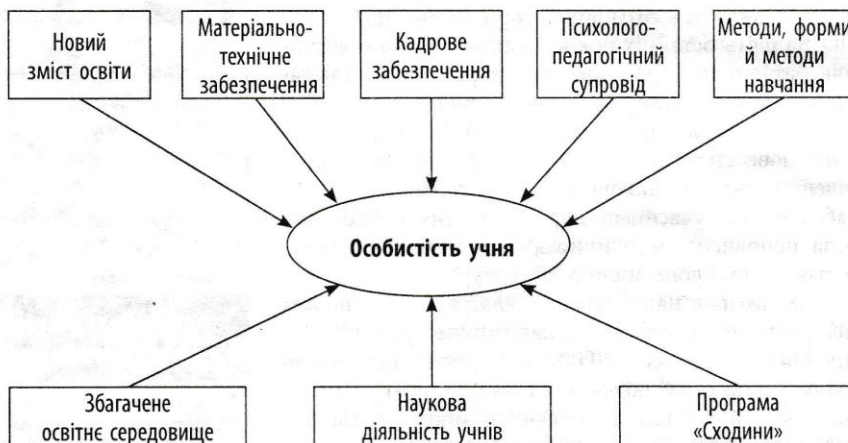 Новий
зміст освіти
Матеріально-
технічне
забезпечення
Кадрове
забезпечення
Психолого-
педагогічний
супровід
Методи, форми
й методи
навчання
Особистість учня
Збагачене
освітнє середовище
Наукова
діяльність учнів
Програма
«Сходини»